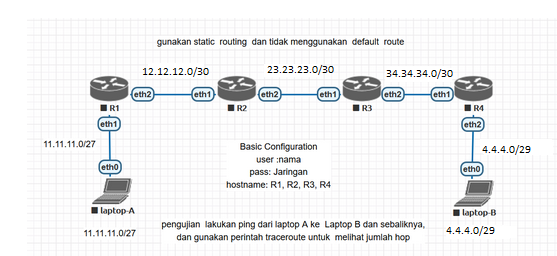 gunakan static routing dan tidak menggunakan default route
12.12.12.0/30
23.23.23.0/30
34.34.34.0/30
eth2 eth1 eth2 eth1 eth2 eth1
R1 R2 R3 R4
eth1
eth2
11.11.11.0/27
4.4.4.0/29
Basic Configuration
user :nama
pass: Jaringan
hostname: R1, R2, R3, R4
eth0
eth0
laptop-A
laptop-B
11.11.11.0/27
4.4.4.0/29
pengujian lakukan ping dari laptop A ke Laptop B dan sebaliknya,
dan gunakan perintah traceroute untuk melihat jumlah hop